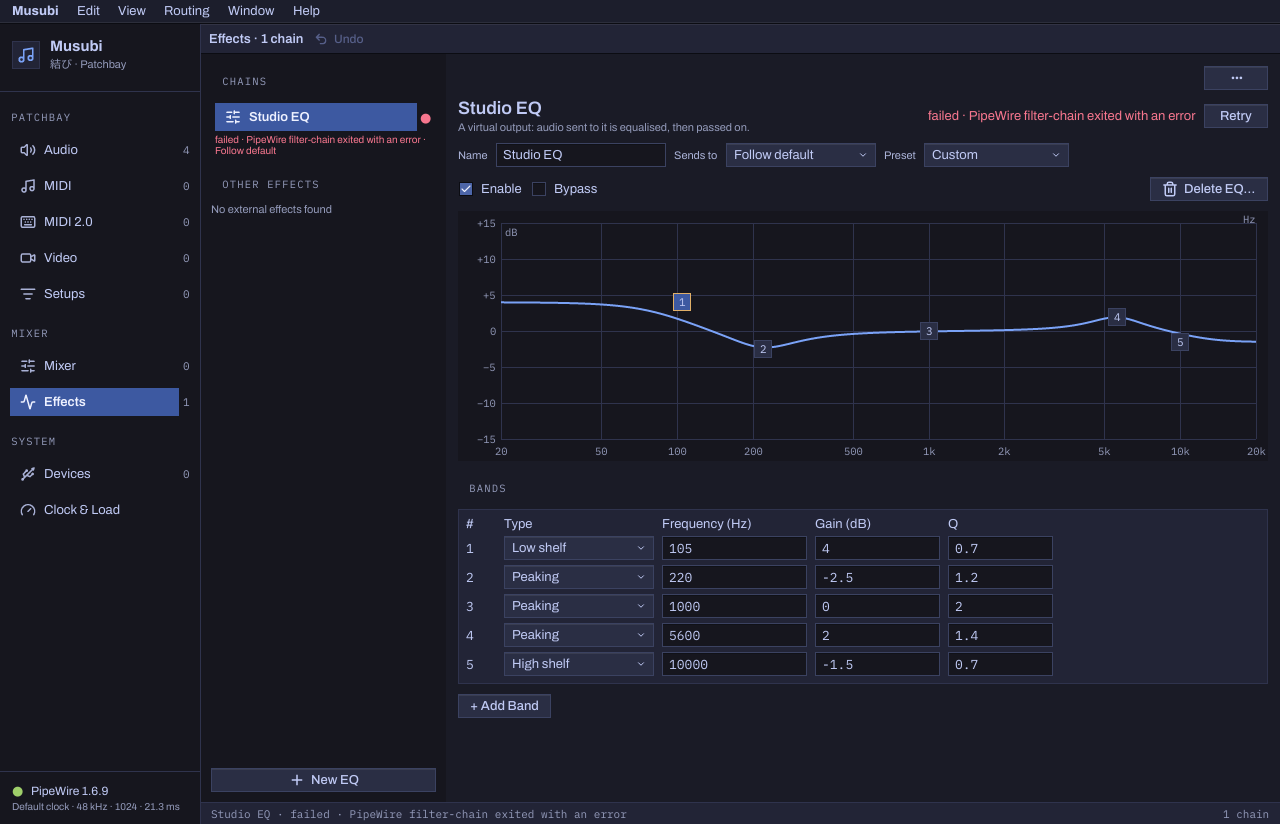 Musubi Edit View Routing Window Help
Musubi
結び · Patchbay
Effects · 1 chain Undo
PATCHBAY
Audio 4
MIDI 0
MIDI 2.0 0
Video 0
Setups 0
MIXER
Mixer 0
Effects 1
SYSTEM
Devices 0
Clock & Load
PipeWire 1.6.9
Default clock · 48 kHz · 1024 · 21.3 ms
CHAINS
Studio EQ
failed · PipeWire filter-chain exited with an error ·
Follow default
OTHER EFFECTS
No external effects found
+ New EQ
...
Studio EQ
A virtual output: audio sent to it is equalised, then passed on.
failed · PipeWire filter-chain exited with an error Retry
Name Studio EQ Sends to Follow default Preset Custom
Enable Bypass Delete EQ...
Hz
dB
+15
+10
+5
0
−5
−10
−15
1
2
3
4
5
20 50 100 200 500 1k 2k 5k 10k 20k
BANDS
# Type Frequency (Hz) Gain (dB) Q
1 Low shelf 105 4 0.7
2 Peaking 220 -2.5 1.2
3 Peaking 1000 0 2
4 Peaking 5600 2 1.4
5 High shelf 10000 -1.5 0.7
+ Add Band
Studio EQ · failed · PipeWire filter-chain exited with an error 1 chain